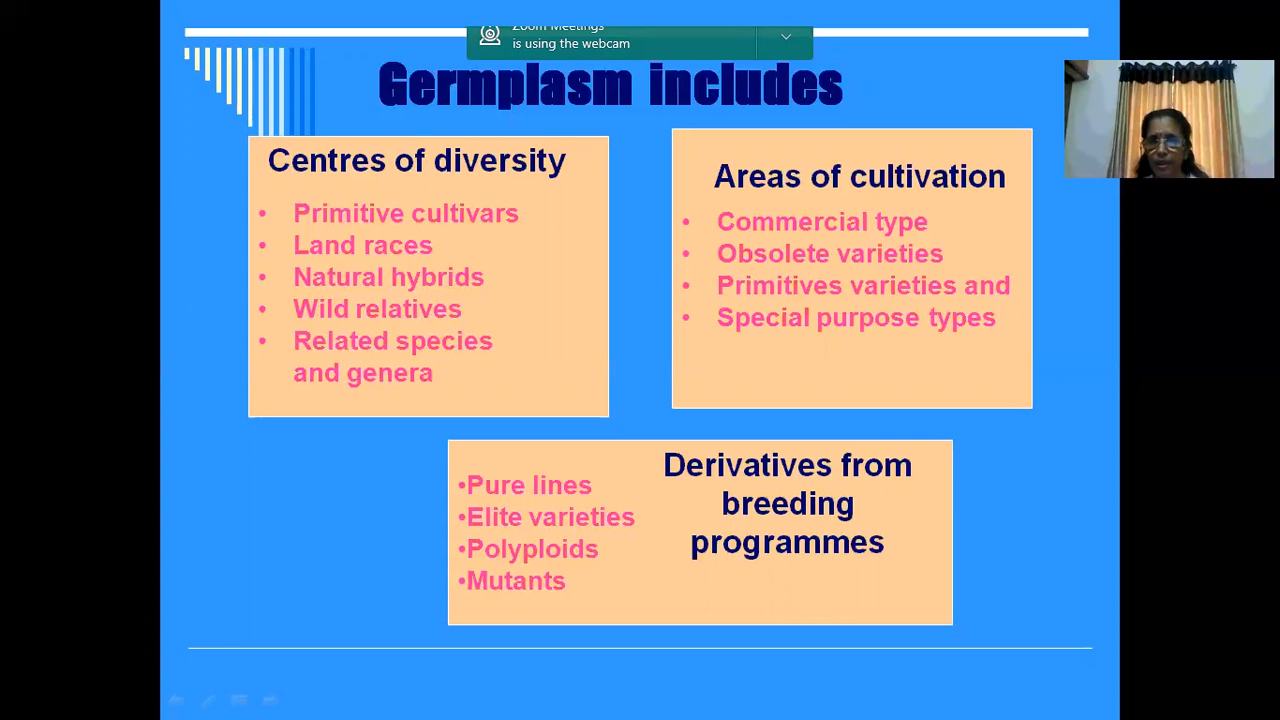 Zoom Meetings
is using the webcam
Germplasm includes
Centres of diversity
• Primitive cultivars
• Land races
• Natural hybrids
• Wild relatives
• Related species
and genera
Areas of cultivation
• Commercial type
• Obsolete varieties
• Primitives varieties and
• Special purpose types
•Pure lines
•Elite varieties
•Polyploids
•Mutants
Derivatives from
breeding
programmes